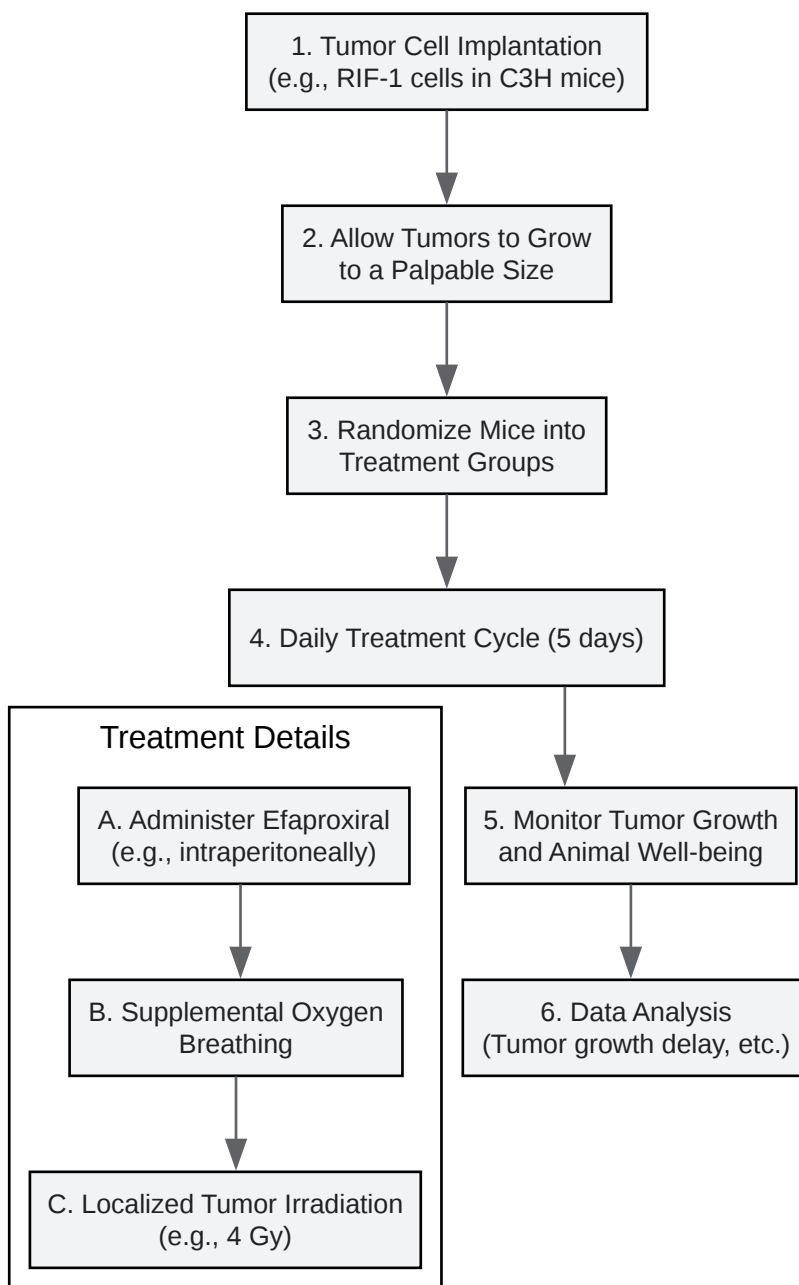 1. Tumor Cell Implantation
(e.g., RIF-1 cells in C3H mice)
2. Allow Tumors to Grow
to a Palpable Size
3. Randomize Mice into
Treatment Groups
4. Daily Treatment Cycle (5 days)
Treatment Details
A. Administer Efaproxiral
(e.g., intraperitoneally)
B. Supplemental Oxygen
Breathing
C. Localized Tumor Irradiation
(e.g., 4 Gy)
5. Monitor Tumor Growth
and Animal Well-being
6. Data Analysis
(Tumor growth delay, etc.)